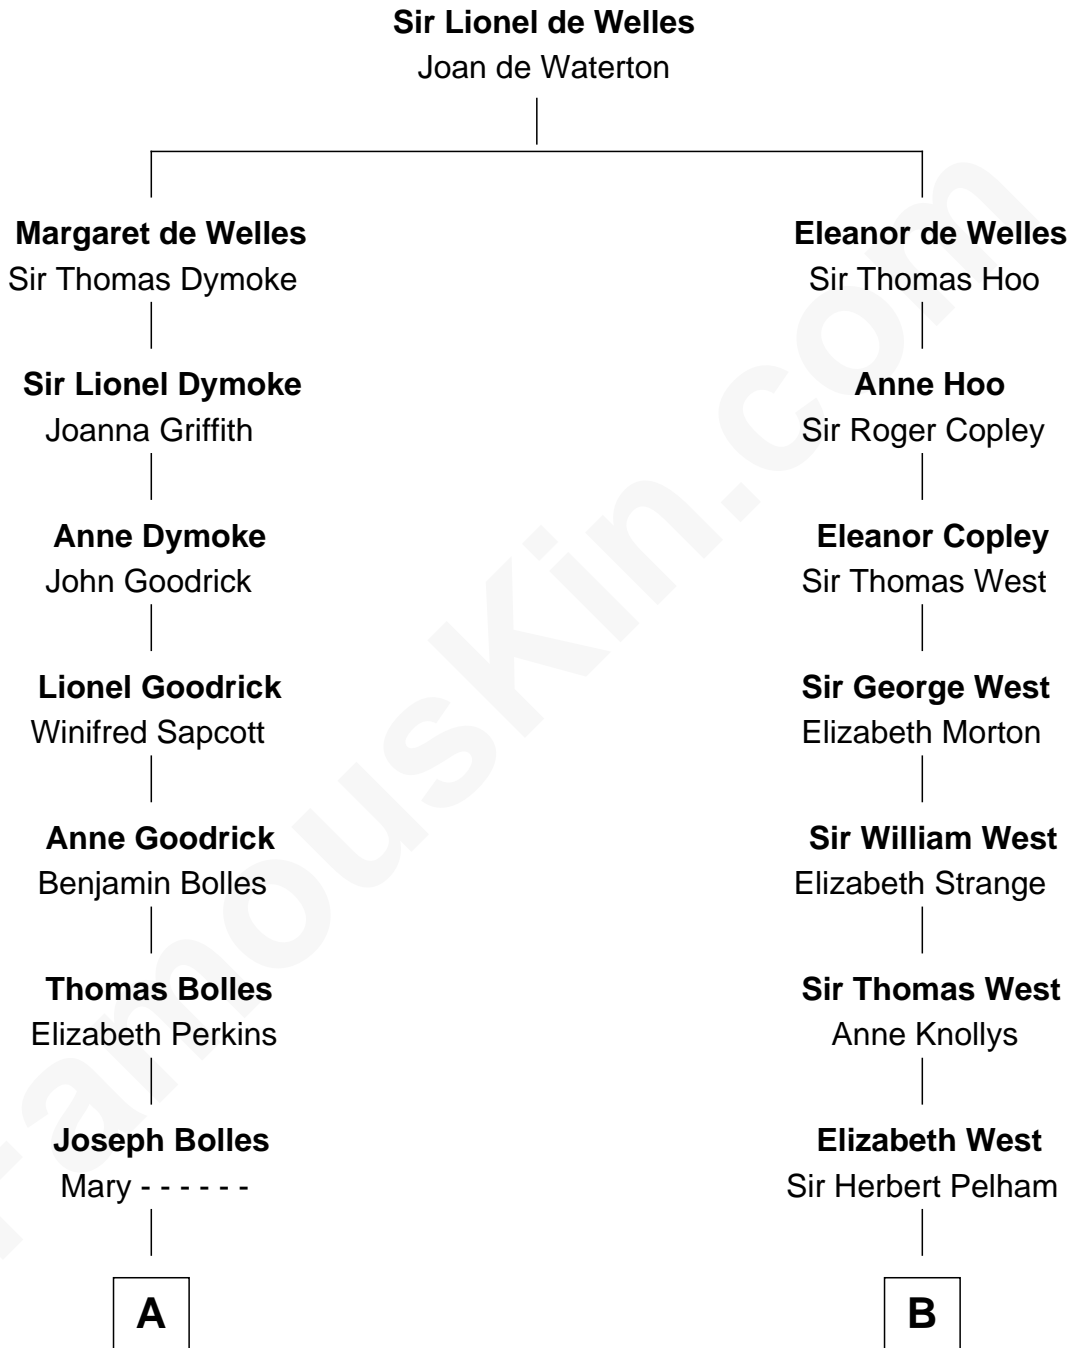 Sir Lionel de Welles
Joan de Waterton
Margaret de Welles
Sir Thomas Dymoke
Eleanor de Welles
Sir Thomas Hoo
Sir Lionel Dymoke
Joanna Griffith
Anne Hoo
Sir Roger Copley
Anne Dymoke
John Goodrick
Eleanor Copley
Sir Thomas West
Lionel Goodrick
Winifred Sapcott
Sir George West
Elizabeth Morton
Anne Goodrick
Benjamin Bolles
Sir William West
Elizabeth Strange
Thomas Bolles
Elizabeth Perkins
Sir Thomas West
Anne Knollys
Joseph Bolles
Mary - - - - - -
Elizabeth West
Sir Herbert Pelham
A
B
FamousKin.com